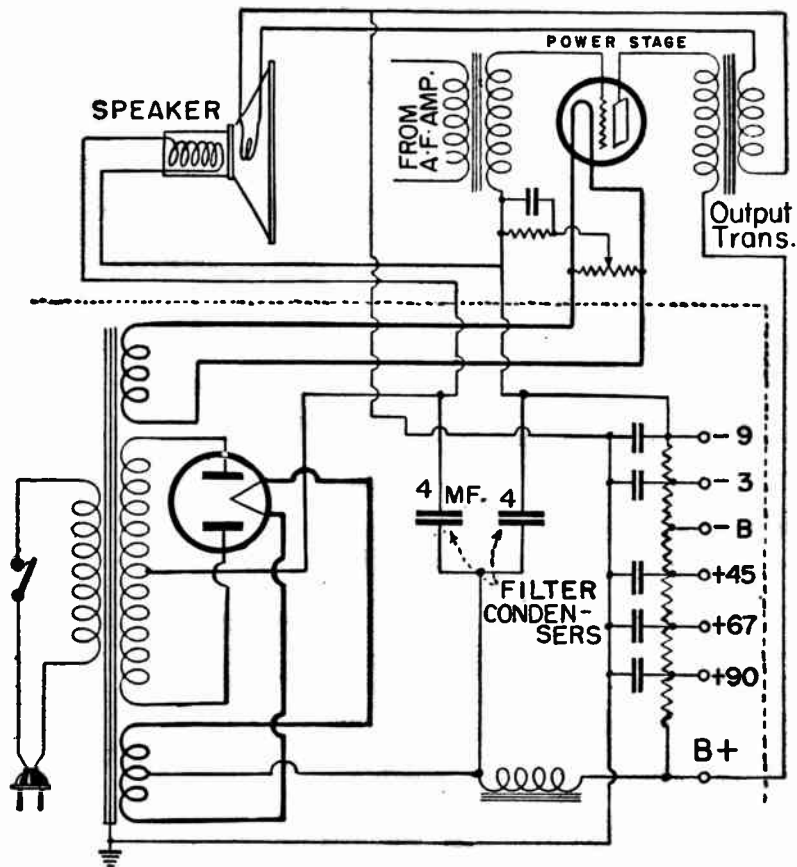 POWER STAGE
SPEAKER
FROM
A.F. AMP.
Output
Trans.
- 9
- 3
4 MF. 4
- B
+45
FILTER
CONDEN-
SERS
+67
+90
B+